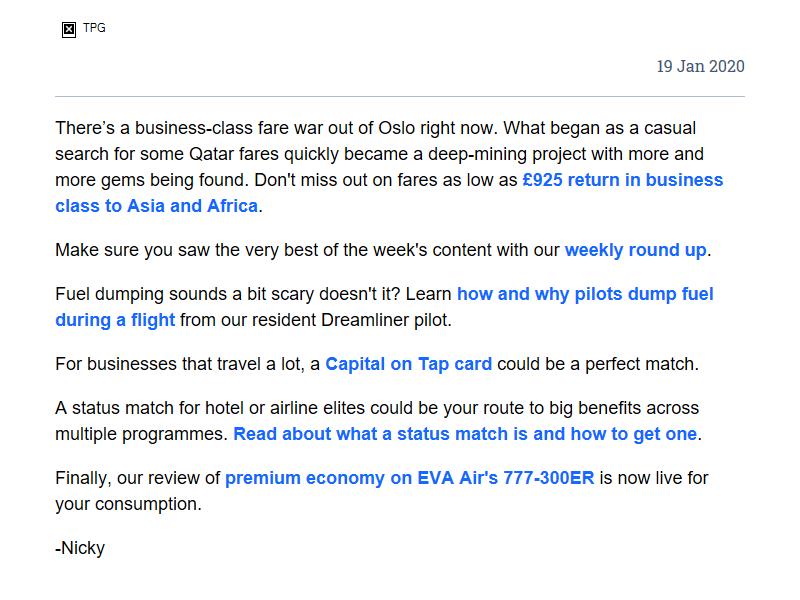 TPG
19 Jan 2020
There’s a business-class fare war out of Oslo right now. What began as a casual
search for some Qatar fares quickly became a deep-mining project with more and
more gems being found. Don't miss out on fares as low as £925 return in business
class to Asia and Africa.
Make sure you saw the very best of the week's content with our weekly round up.
Fuel dumping sounds a bit scary doesn't it? Learn how and why pilots dump fuel
during a flight from our resident Dreamliner pilot.
For businesses that travel a lot, a Capital on Tap card could be a perfect match.
A status match for hotel or airline elites could be your route to big benefits across
multiple programmes. Read about what a status match is and how to get one.
Finally, our review of premium economy on EVA Air's 777-300ER is now live for
your consumption.
-Nicky